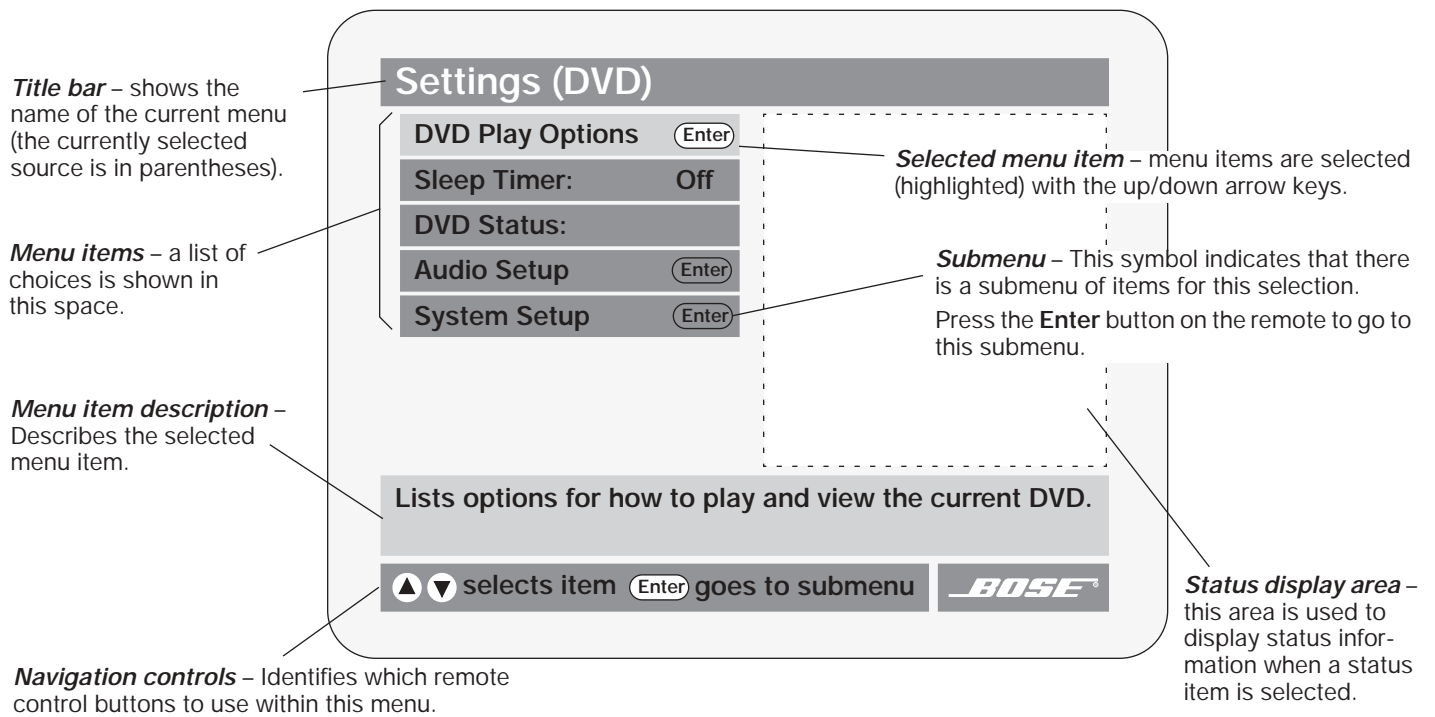 Title bar – shows the
name of the current menu
(the currently selected
source is in parentheses).
Menu items – a list of
choices is shown in
this space.
Menu item description –
Describes the selected
menu item.
Navigation controls – Identifies which remote
control buttons to use within this menu.
Settings (DVD)
DVD Play Options Enter
Sleep Timer: Off
DVD Status:
Audio Setup Enter
System Setup Enter
Lists options for how to play and view the current DVD.
selects item Enter goes to submenu
BOSE®
Selected menu item – menu items are selected
(highlighted) with the up/down arrow keys.
Submenu – This symbol indicates that there
is a submenu of items for this selection.
Press the Enter button on the remote to go to
this submenu.
Status display area –
this area is used to
display status infor-
mation when a status
item is selected.